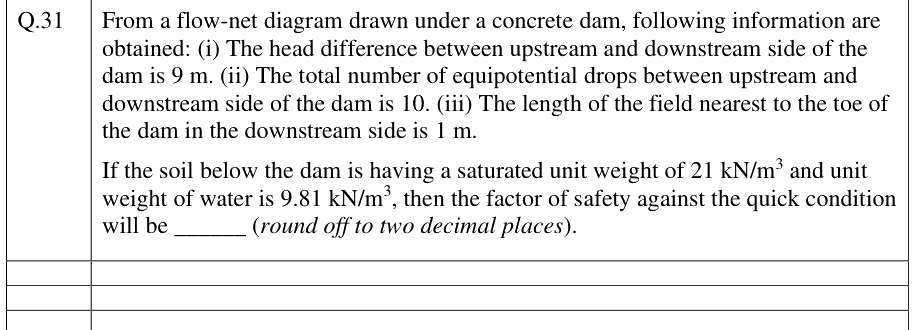 Q.31 From a flow-net diagram drawn under a concrete dam, following information are
obtained: (i) The head difference between upstream and downstream side of the
dam is 9 m. (ii) The total number of equipotential drops between upstream and
downstream side of the dam is 10. (iii) The length of the field nearest to the toe of
the dam in the downstream side is 1 m.
If the soil below the dam is having a saturated unit weight of 21 kN/m³ and unit
weight of water is 9.81 kN/m³, then the factor of safety against the quick condition
will be ______ (round off to two decimal places).